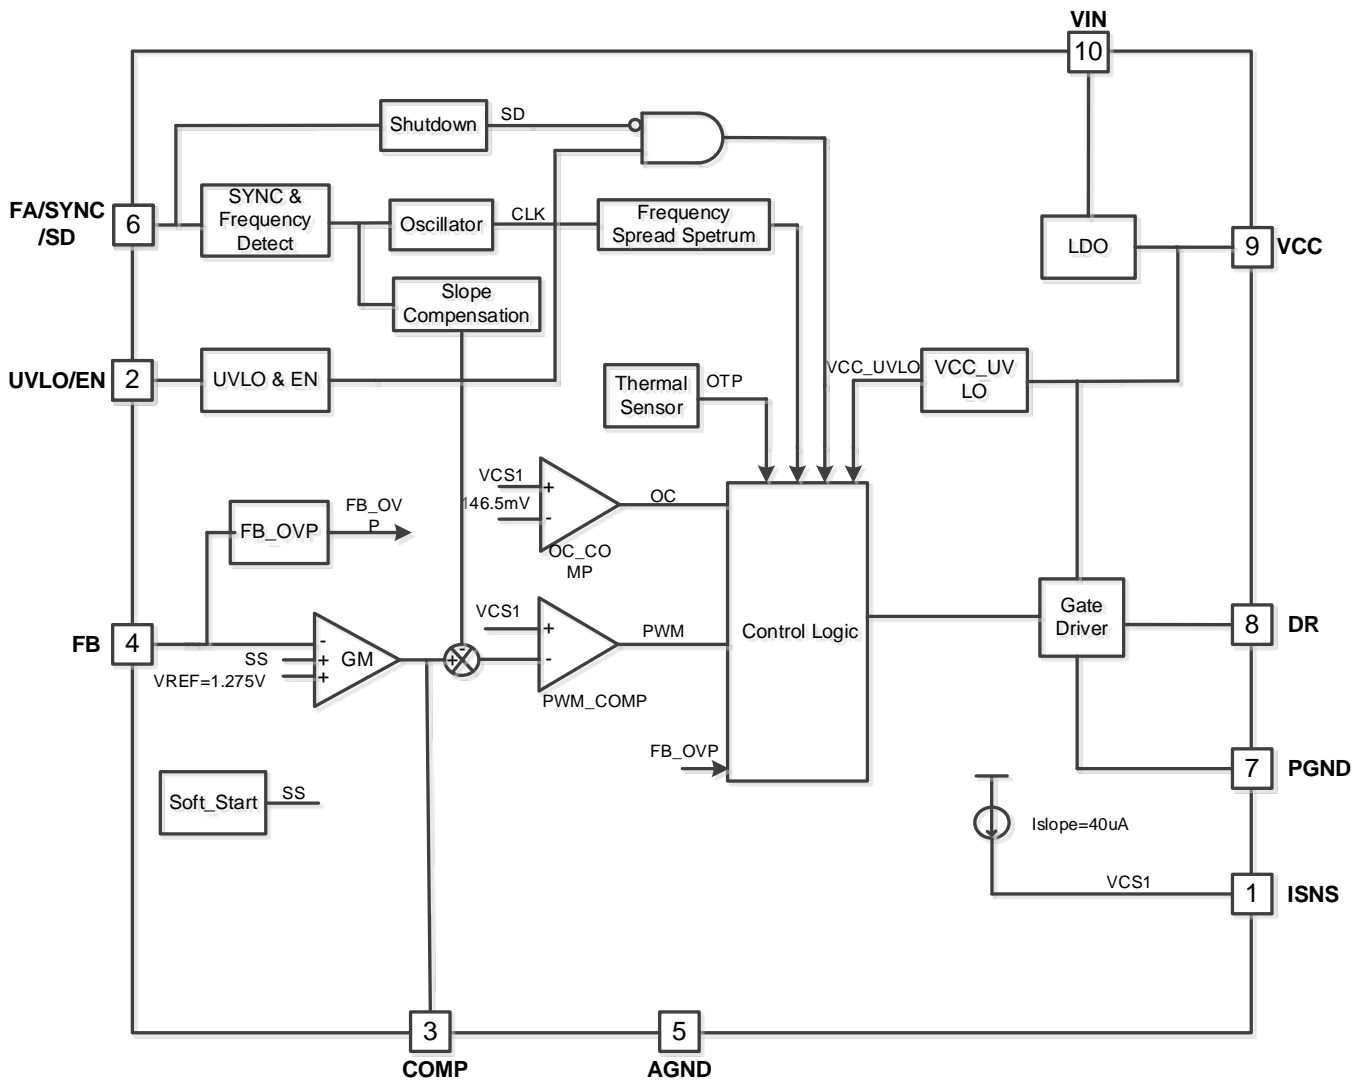 VIN
10
Shutdown
SD
FA/SYNC
/SD
6
SYNC &
Frequency
Detect
Oscillator
CLK
Frequency
Spread Spetrum
LDO
9
VCC
Slope
Compensation
UVLO/EN
2
UVLO & EN
Thermal
Sensor
OTP
VCC_UVLO
VCC_UV
LO
VCS1
+
146.5mV
-
OC
OC_CO
MP
FB_OVP
FB_OV
P
FB
4
-
SS
+
VREF=1.275V
+
GM
+
-
VCS1
+
-
PWM
PWM_COMP
Control Logic
Gate
Driver
8
DR
FB_OVP
7
PGND
Soft_Start
SS
Islope=40uA
VCS1
1
ISNS
3
COMP
5
AGND